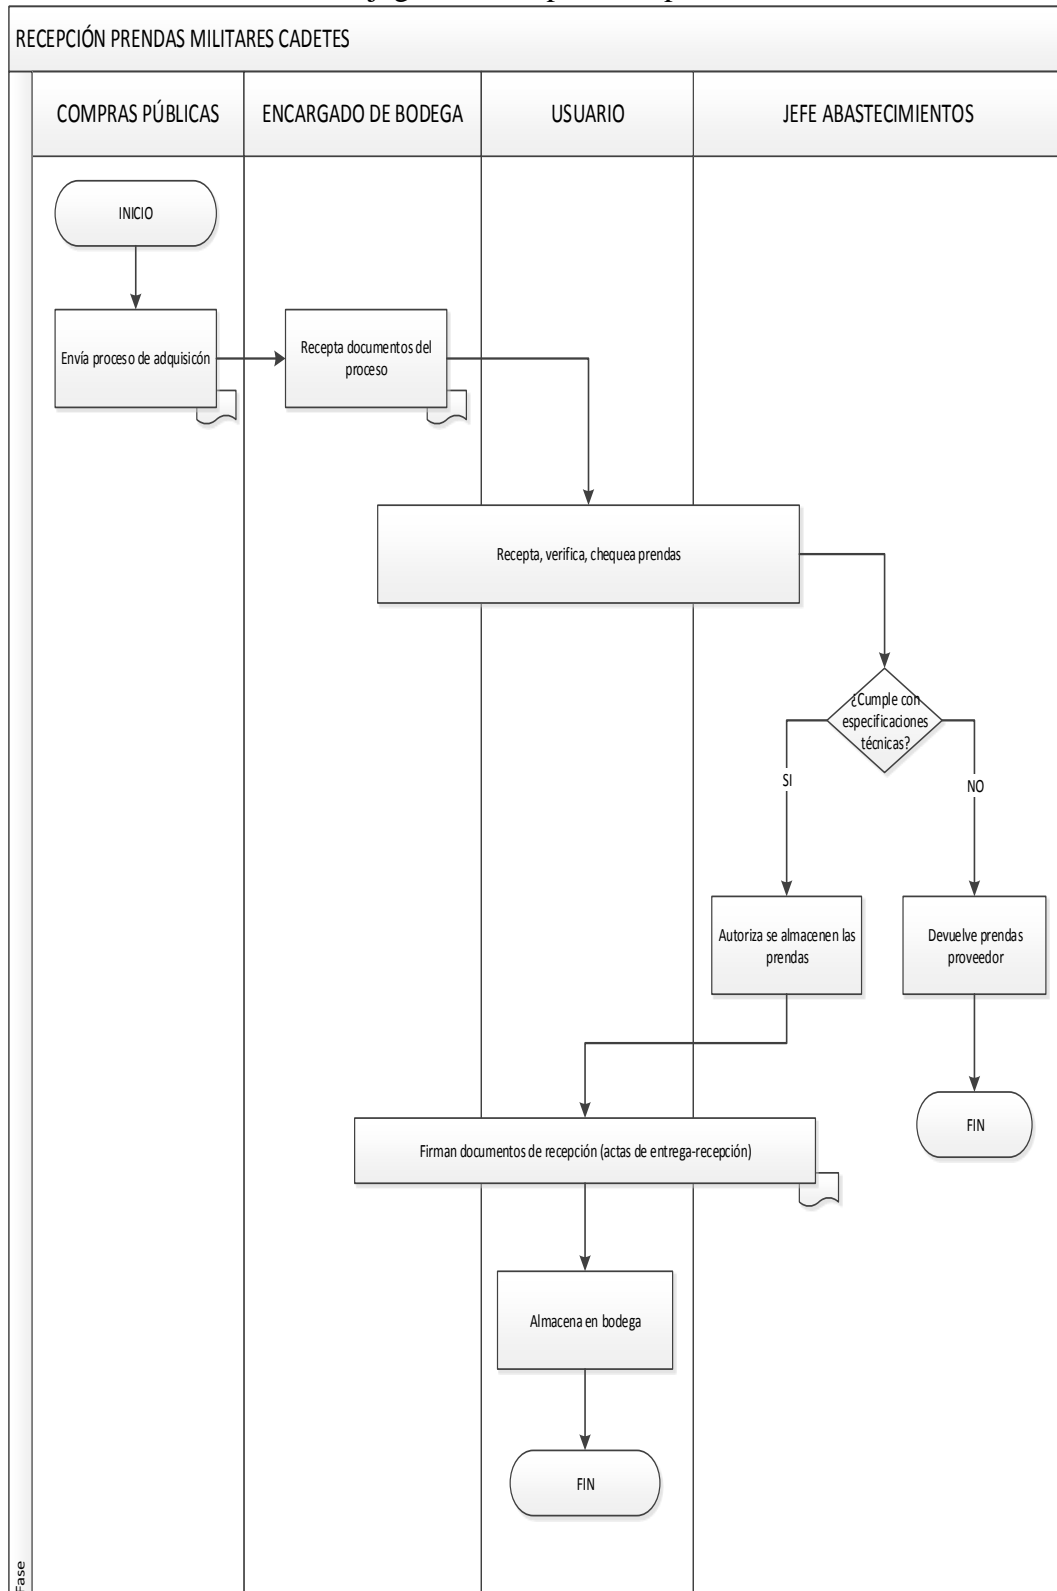 RECEPCIÓN PRENDAS MILITARES CADETES
COMPRAS PÚBLICAS
ENCARGADO DE BODEGA
USUARIO
JEFE ABASTECIMIENTOS
INICIO
Envía proceso de adquisicón
Recepta documentos del
proceso
Recepta, verifica, chequea prendas
¿Cumple con
especificaciones
técnicas?
SI
NO
Autoriza se almacenen las
prendas
Devuelve prendas
proveedor
FIN
Firman documentos de recepción (actas de entrega-recepción)
Almacena en bodega
FIN
Fase